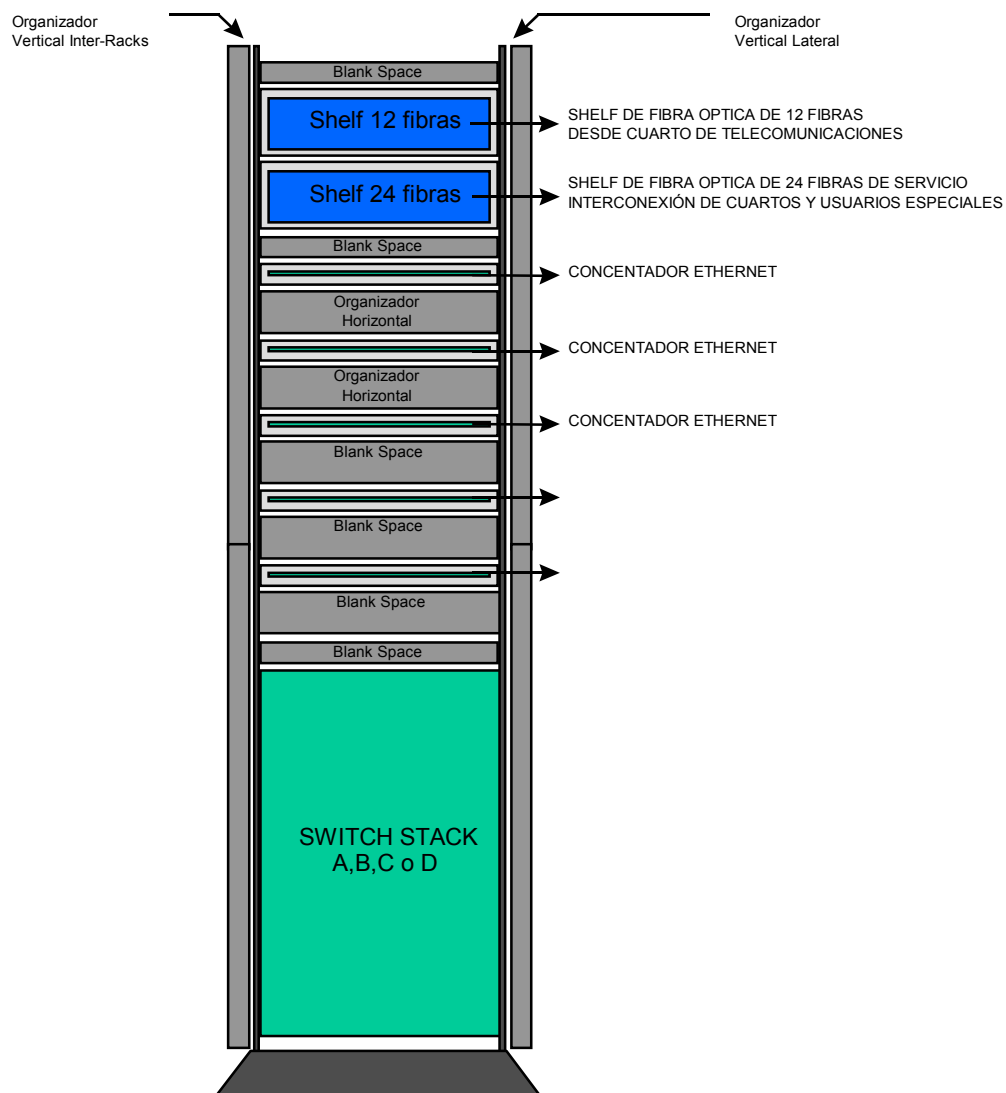 Organizador
Vertical Inter-Racks
Organizador
Vertical Lateral
Blank Space
Shelf 12 fibras
SHELF DE FIBRA OPTICA DE 12 FIBRAS
DESDE CUARTO DE TELECOMUNICACIONES
Shelf 24 fibras
SHELF DE FIBRA OPTICA DE 24 FIBRAS DE SERVICIO
INTERCONEXIÓN DE CUARTOS Y USUARIOS ESPECIALES
Blank Space
CONCENTADOR ETHERNET
Organizador
Horizontal
CONCENTADOR ETHERNET
Organizador
Horizontal
CONCENTADOR ETHERNET
Blank Space
Blank Space
Blank Space
Blank Space
SWITCH STACK
A,B,C o D